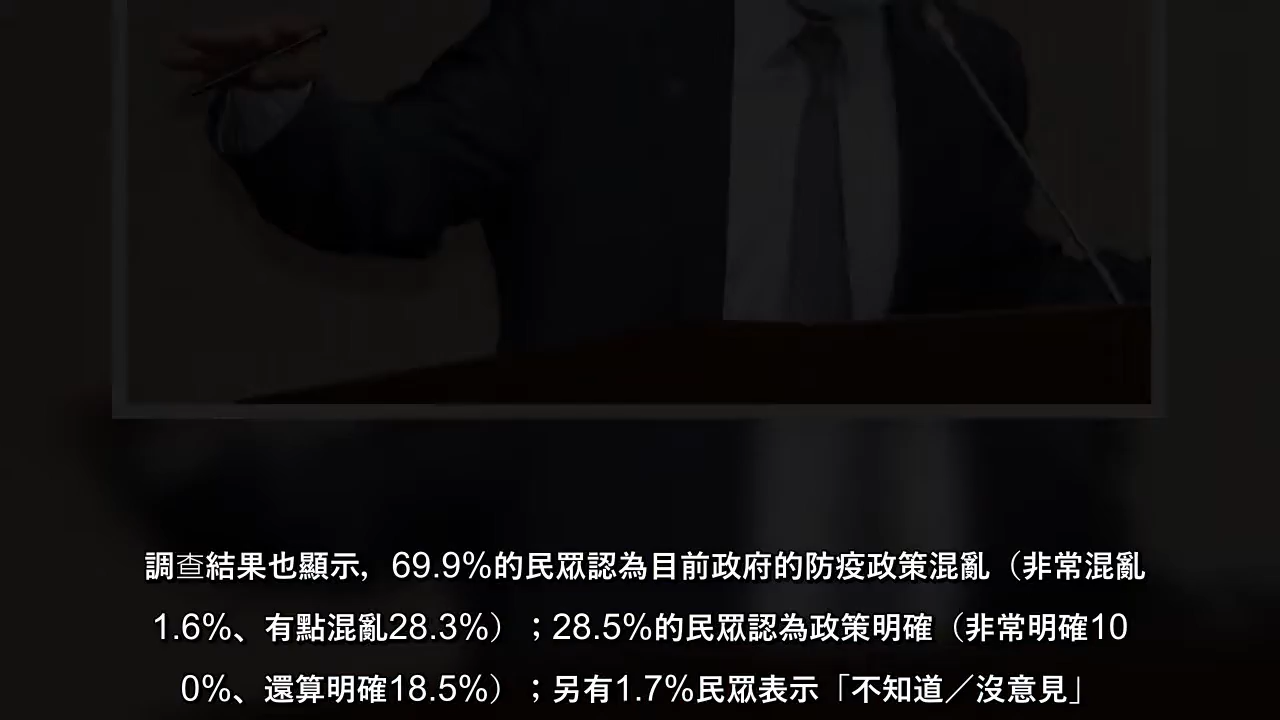 調查結果也顯示，69.9%的民眾認為目前政府的防疫政策混亂（非常混亂
1.6%、有點混亂28.3%）；28.5%的民眾認為政策明確（非常明確10
0%、還算明確18.5%）；另有1.7%民眾表示「不知道／沒意見」